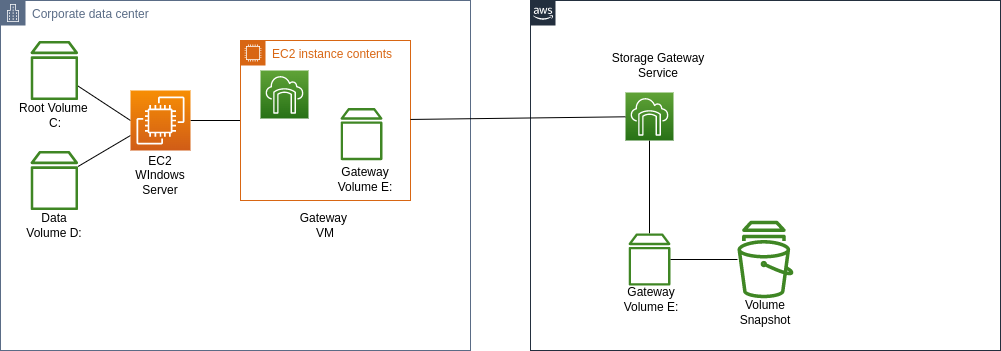 Corporate data center
aws
Root Volume
C:
EC2
WIndows
Server
Data
Volume D:
EC2 instance contents
Gateway
Volume E:
Gateway
VM
Storage Gateway
Service
Gateway
Volume E:
Volume
Snapshot